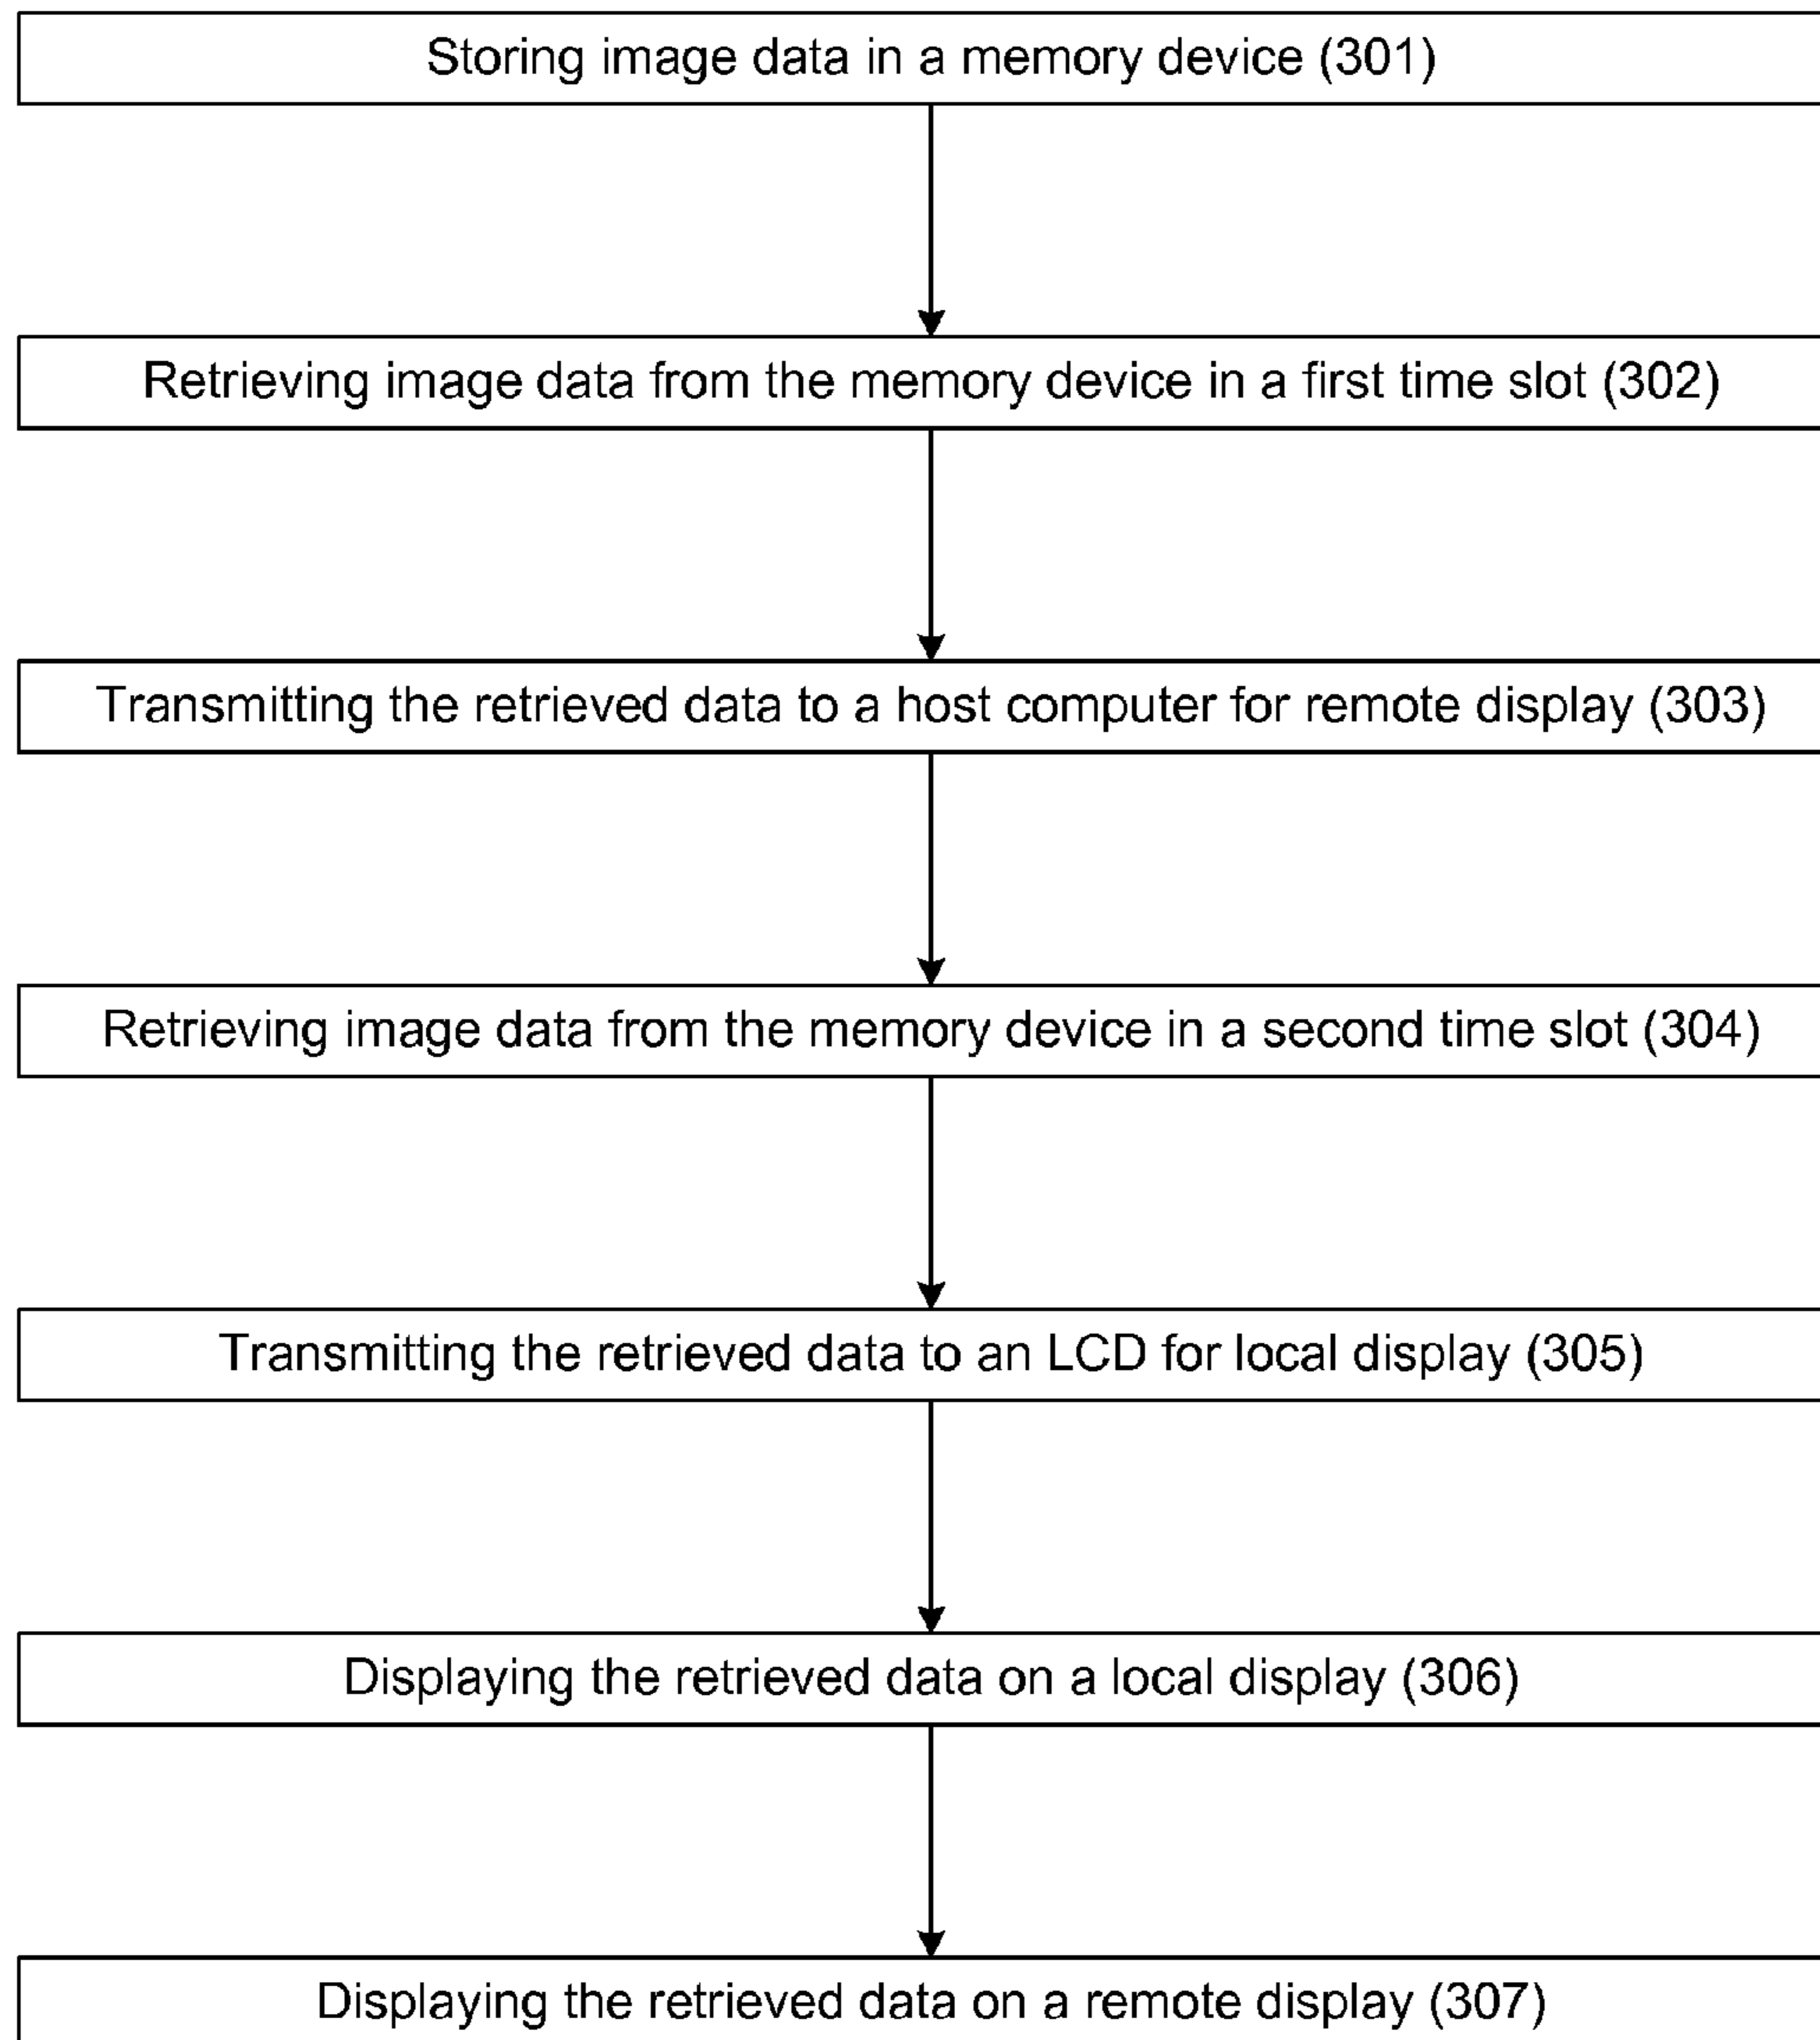 Storing image data in a memory device (301)
Retrieving image data from the memory device in a first time slot (302)
Transmitting the retrieved data to a host computer for remote display (303)
Retrieving image data from the memory device in a second time slot (304)
Transmitting the retrieved data to an LCD for local display (305)
Displaying the retrieved data on a local display (306)
Displaying the retrieved data on a remote display (307)